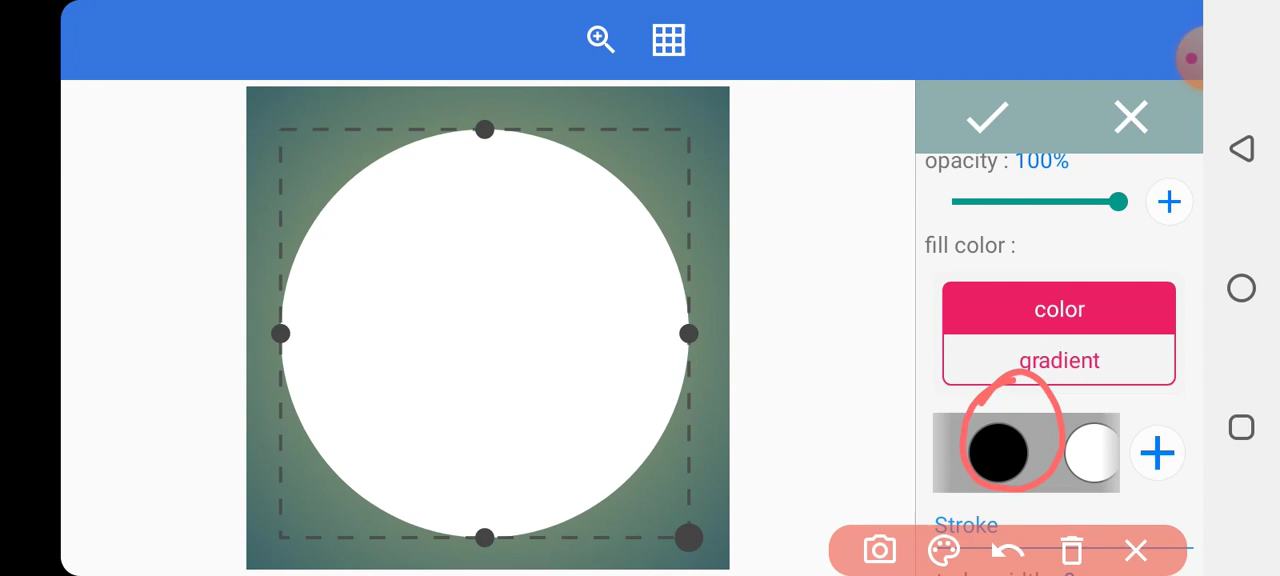 opacity : 100%
fill color :
color
gradient
Stroke